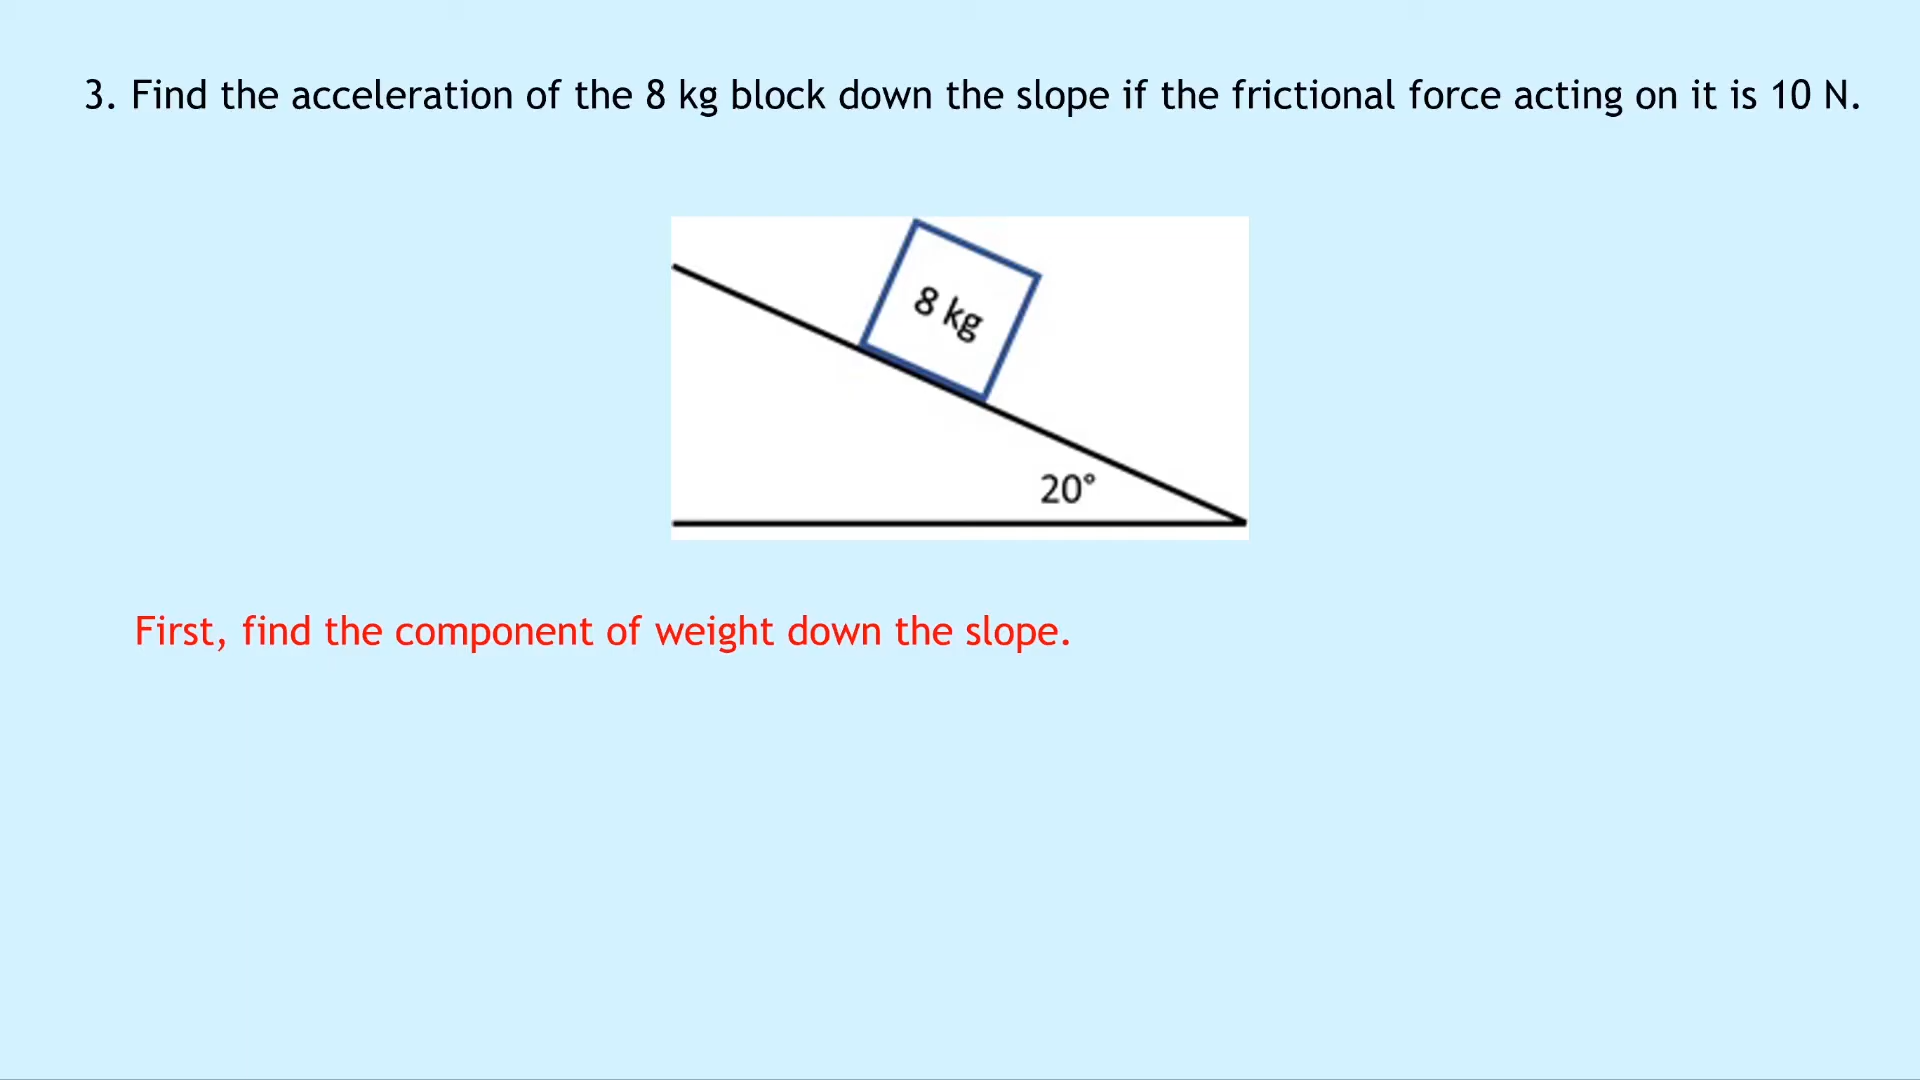 3. Find the acceleration of the 8 kg block down the slope if the frictional force acting on it is 10 N.
8 kg
20°
First, find the component of weight down the slope.